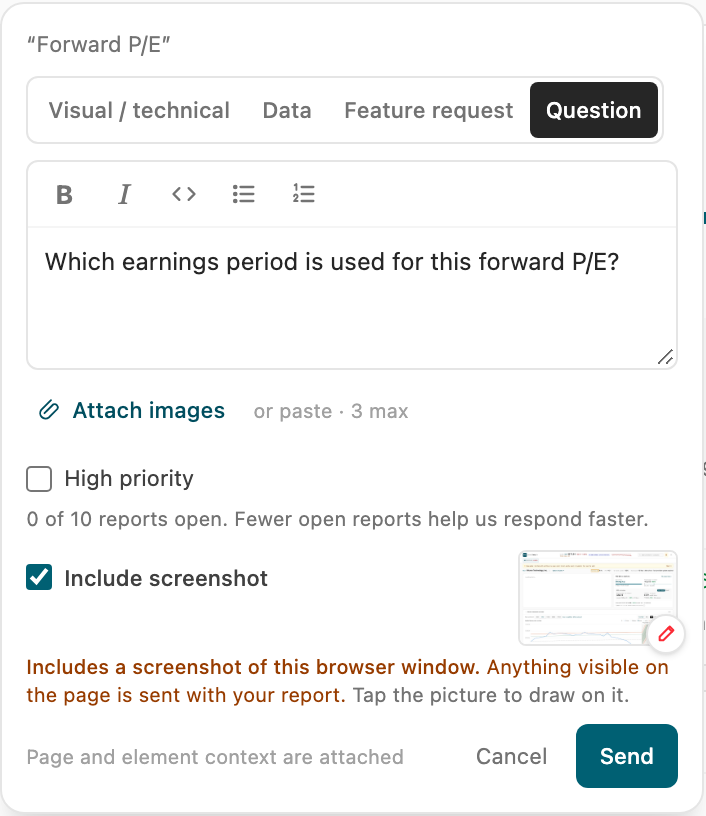 “Forward P/E”
Visual / technical Data Feature request Question
B I <> 1 2
Which earnings period is used for this forward P/E?
Attach images or paste · 3 max
High priority
0 of 10 reports open. Fewer open reports help us respond faster.
Include screenshot
Includes a screenshot of this browser window. Anything visible on
the page is sent with your report. Tap the picture to draw on it.
Page and element context are attached Cancel Send